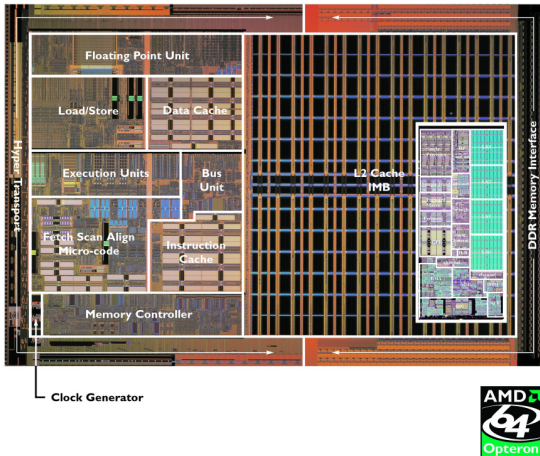 Floating Point Unit
Load/Store
Data Cache
Hyper Transport
Execution Units
Bus
Unit
L2 Cache
1MB
DDR Memory Interface
Fetch Scan Align
Micro-code
Instruction
Cache
Memory Controller
Clock Generator
AMD
64
Opteron